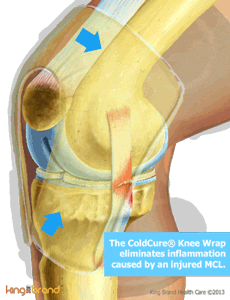 The ColdCure® Knee Wrap
eliminates inflammation
caused by an injured MCL.
king brand
King Brand Health Care ©2013